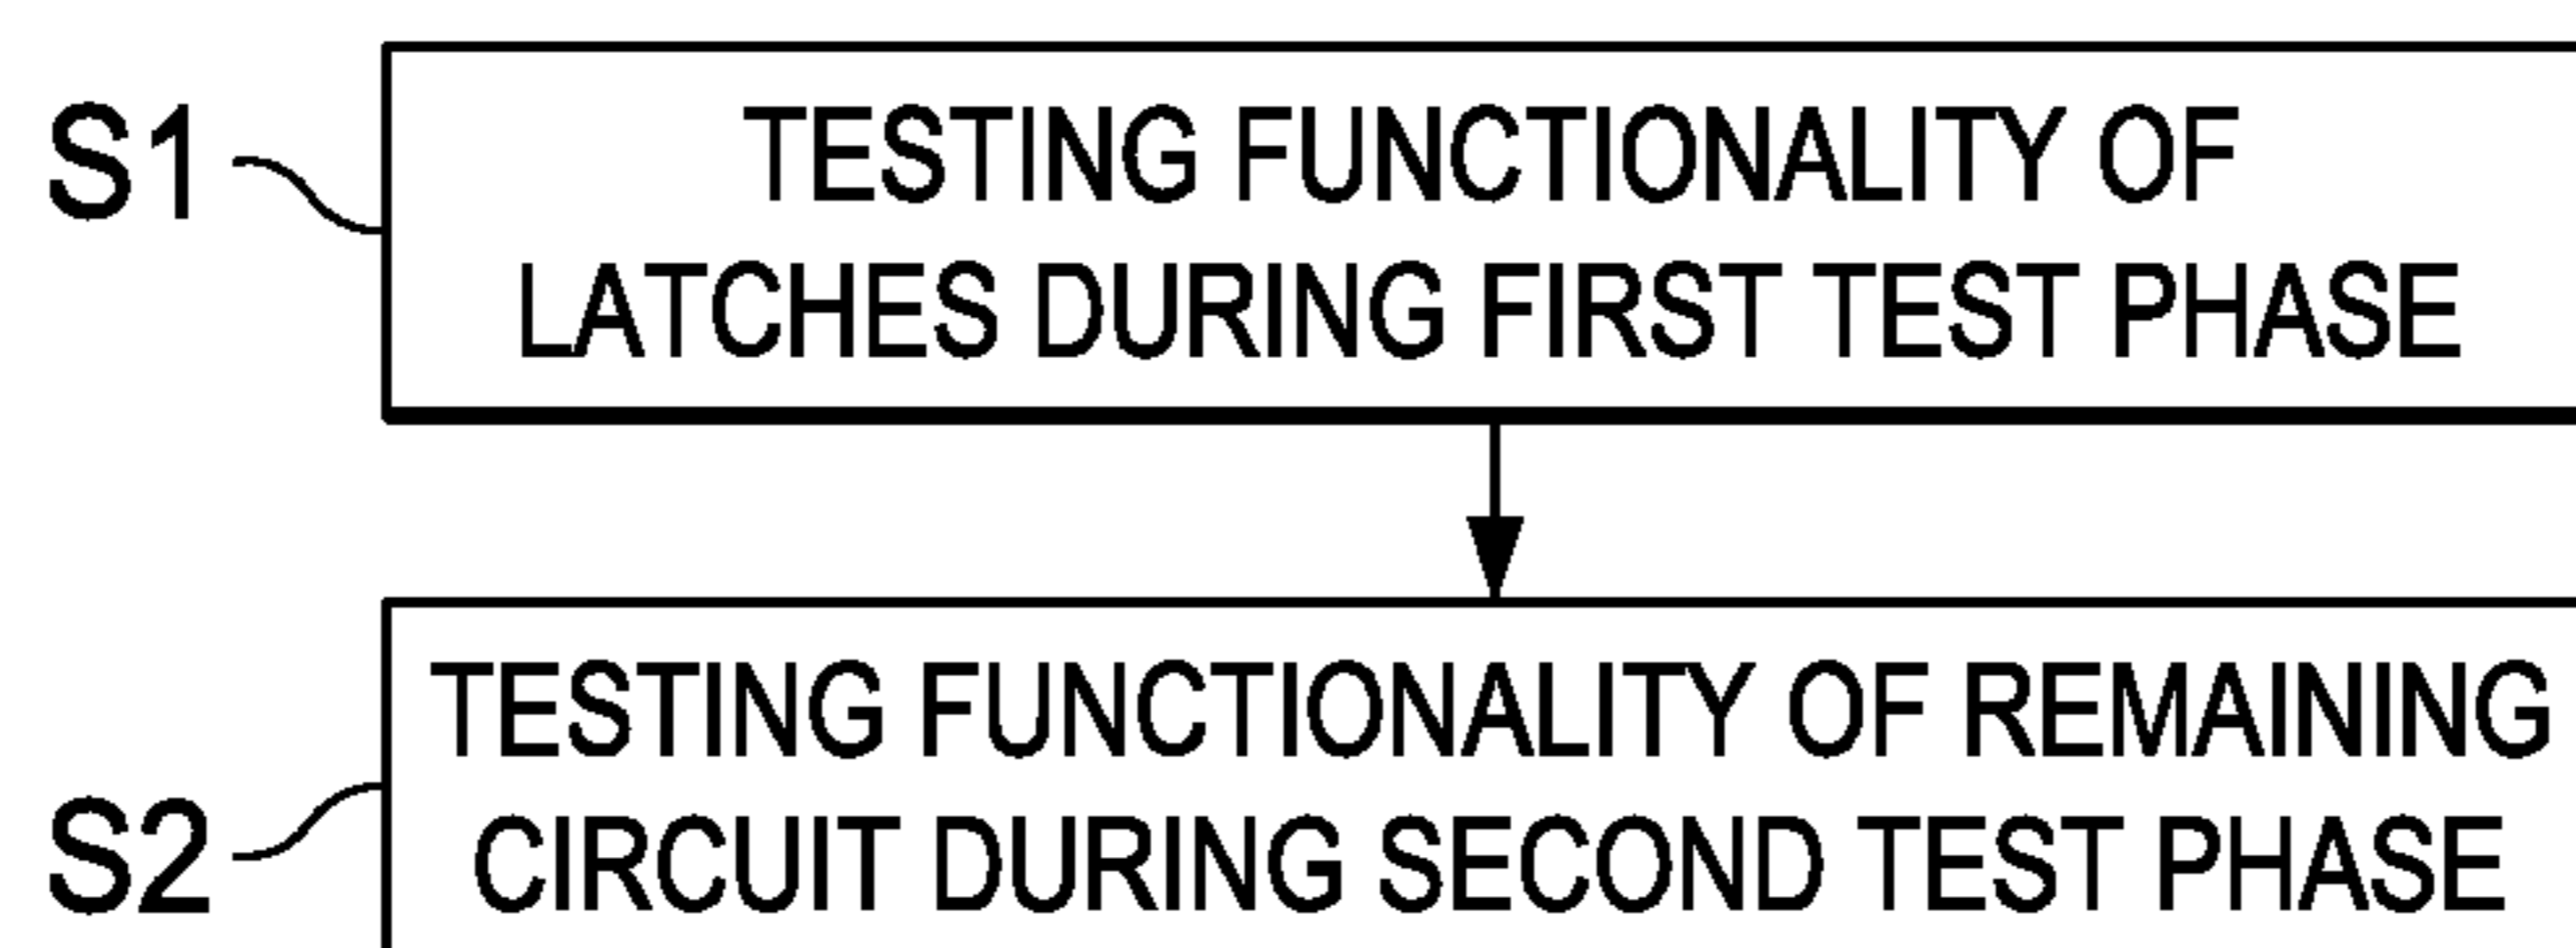 S1
TESTING FUNCTIONALITY OF
LATCHES DURING FIRST TEST PHASE
S2
TESTING FUNCTIONALITY OF REMAINING
CIRCUIT DURING SECOND TEST PHASE